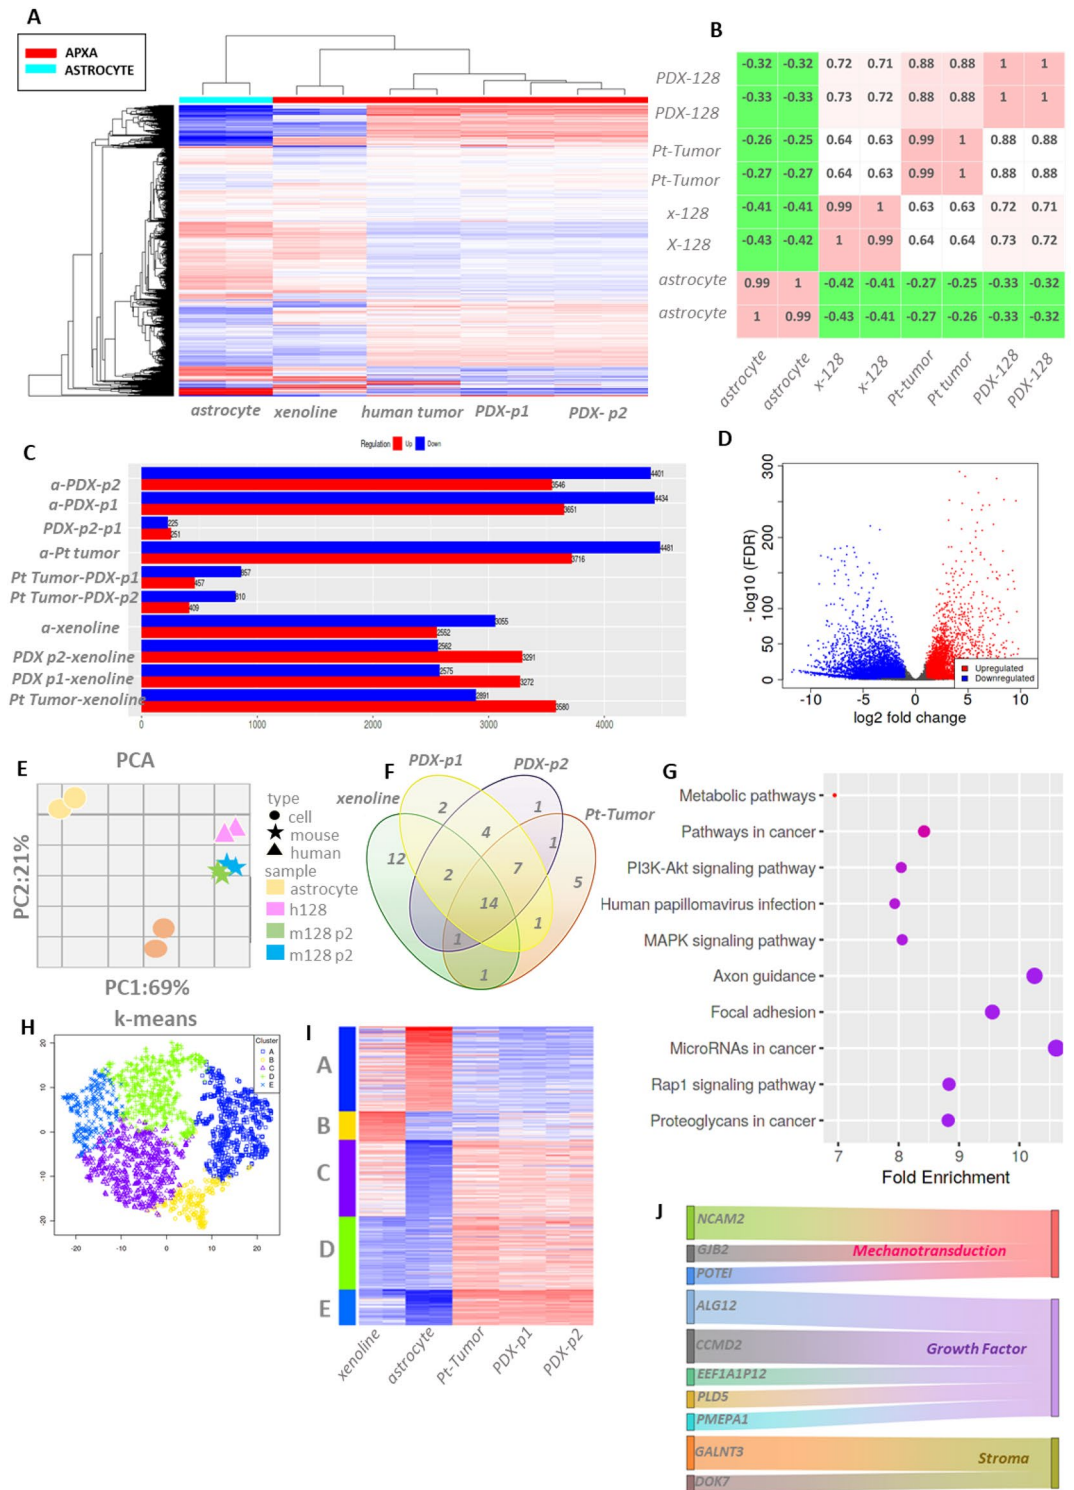 A
APXA
ASTROCYTE
astrocyte xenoline human tumor PDX-p1 PDX- p2
B
PDX-128 -0.32 -0.32 0.72 0.71 0.88 0.88 1 1
PDX-128 -0.33 -0.33 0.73 0.72 0.88 0.88 1 1
Pt-Tumor -0.26 -0.25 0.64 0.63 0.99 1 0.88 0.88
Pt-Tumor -0.27 -0.27 0.64 0.63 0.99 1 0.88 0.88
x-128 -0.41 -0.41 0.99 1 0.63 0.63 0.72 0.71
X-128 -0.43 -0.42 1 0.99 0.64 0.64 0.73 0.72
astrocyte 0.99 1 -0.42 -0.41 -0.27 -0.25 -0.33 -0.32
astrocyte 1 0.99 -0.43 -0.41 -0.27 -0.26 -0.33 -0.32
astrocyte astrocyte x-128 x-128 Pt-tumor Pt tumor PDX-128 PDX-128
C
Regulation Up Down
a-PDX-p2 4401 3546
a-PDX-p1 4434 3651
PDX-p2-p1 225 251
a-Pt tumor 4481 3716
Pt Tumor-PDX-p1 857 457
Pt Tumor-PDX-p2 810 409
a-xenoline 3055 2552
PDX p2-xenoline 2562 3291
PDX p1-xenoline 2575 3272
Pt Tumor-xenoline 2891 3580
0 1000 2000 3000 4000
D
- log10 (FDR)
300
200
100
50
50
0
Upregulated
Downregulated
-10 -5 0 5 10
log2 fold change
E
PCA
PC2:21%
PC1:69%
type
cell
mouse
human
sample
astrocyte
h128
m128 p2
m128 p2
F
PDX-p1 PDX-p2
xenoline Pt-Tumor
2 1
4
12 1
2 7 5
14
1 1
1
G
Metabolic pathways
Pathways in cancer
PI3K-Akt signaling pathway
Human papillomavirus infection
MAPK signaling pathway
Axon guidance
Focal adhesion
MicroRNAs in cancer
Rap1 signaling pathway
Proteoglycans in cancer
7 8 9 10
Fold Enrichment
H
k-means
Cluster
A
B
C
D
E
20
10
0
-10
-20
-20 -10 0 10 20
I
A
B
C
D
E
xenoline astrocyte Pt-Tumor PDX-p1 PDX-p2
J
NCAM2
GJB2
POTEI
Mechanotransduction
ALG12
CCMD2
EEF1A1P12
PLD5
PMEPA1
Growth Factor
GALNT3
DOK7
Stroma